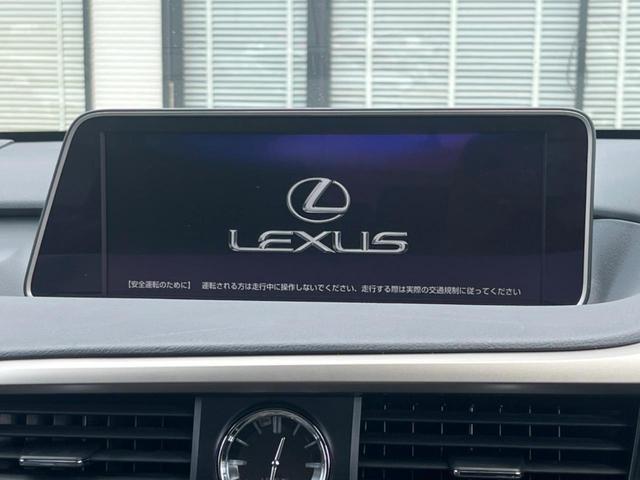 LEXUS
【安全運転のために】 運転される方は走行中に操作しないでください、走行する際は実際の交通規制に従ってください